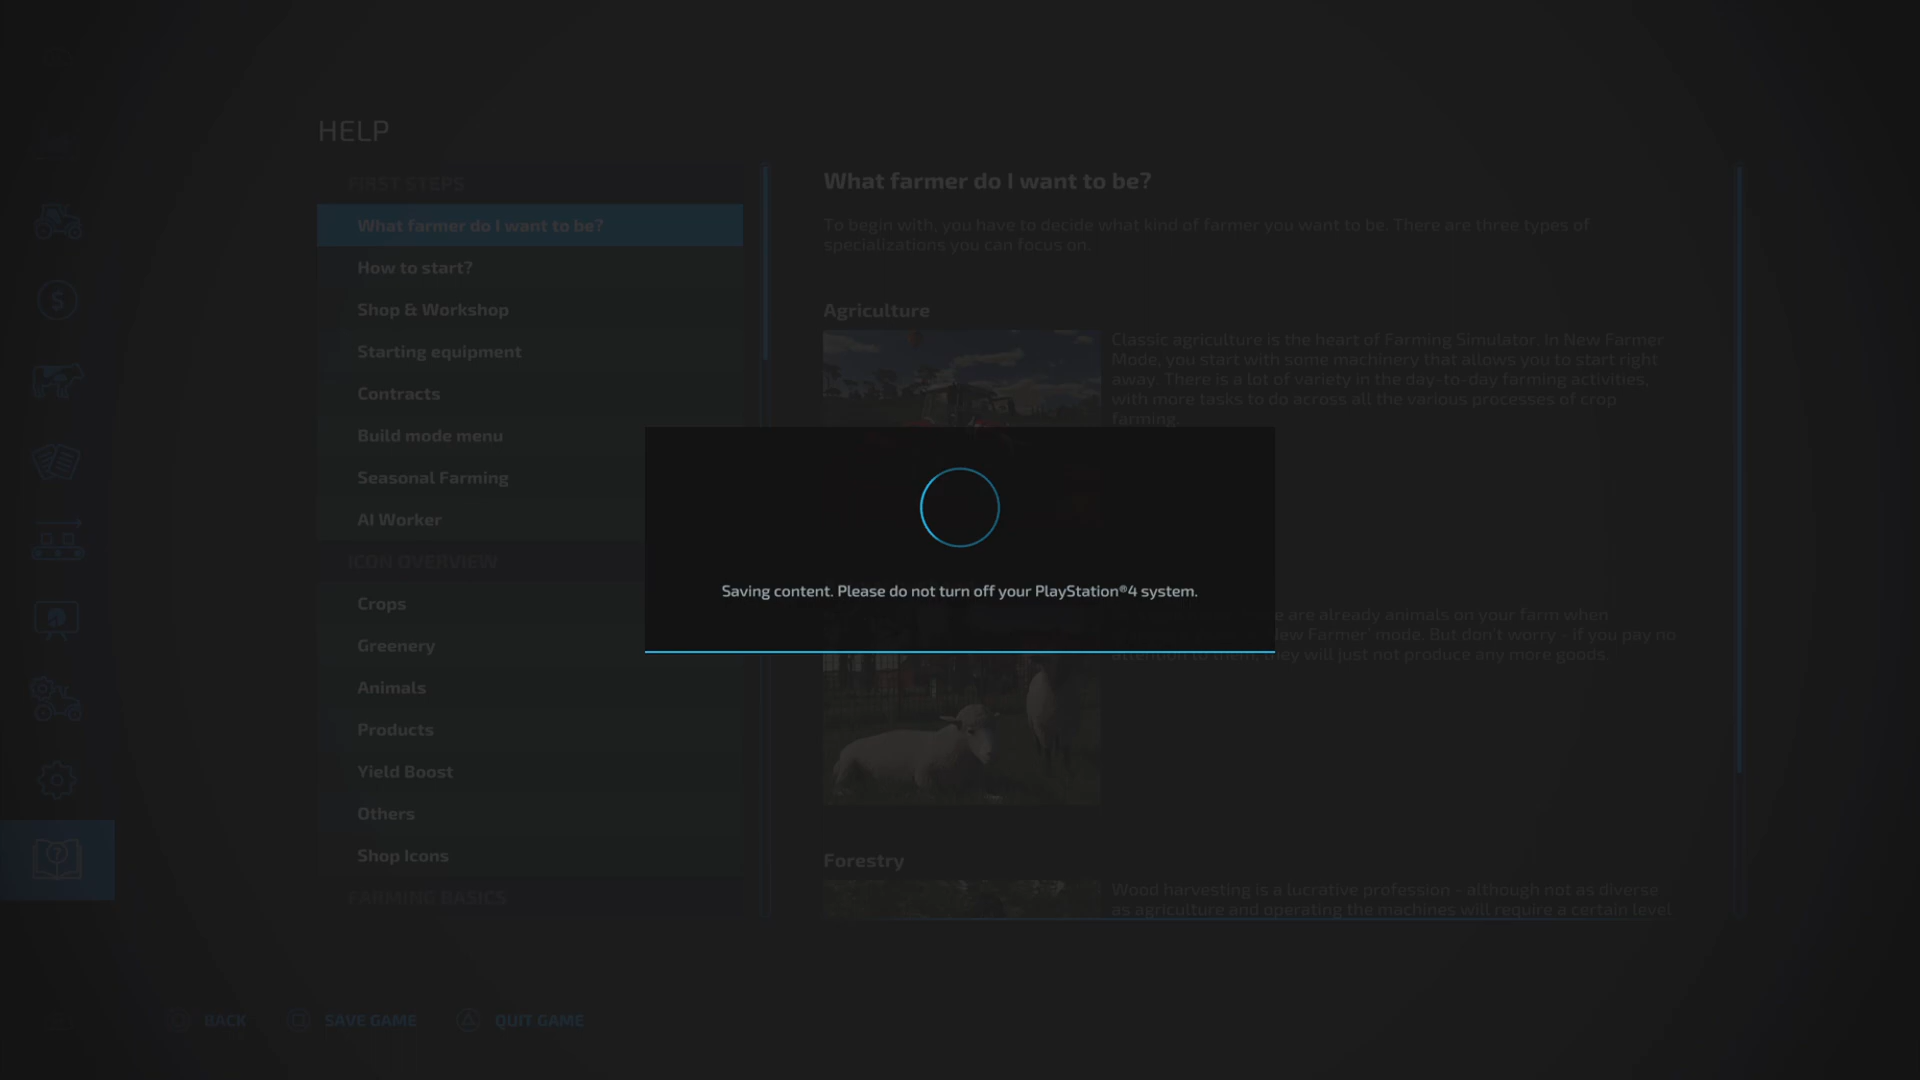 HELP
FIRST STEPS
What farmer do I want to be?
How to start?
Shop & Workshop
Starting equipment
Contracts
Build mode menu
Seasonal Farming
AI Worker
ICON OVERVIEW
Crops
Greenery
Animals
Products
Yield Boost
Others
Shop Icons
FARMING BASICS
What farmer do I want to be?
To begin with, you have to decide what kind of farmer you want to be. There are three types of
specializations you can focus on.
Agriculture
Classic agriculture is the heart of Farming Simulator. In New Farmer
Mode, you start with some machinery that allows you to start right
away. There is a lot of variety in the day-to-day farming activities,
with more tasks to do across all the various processes of crop
farming.
Saving content. Please do not turn off your PlayStation®4 system.
are already animals on your farm when
New Farmer' mode. But don't worry - if you pay no
attention to them, they will just not produce any more goods.
Forestry
Wood harvesting is a lucrative profession - although not as diverse
as agriculture and operating the machines will require a certain level
BACK
SAVE GAME
QUIT GAME